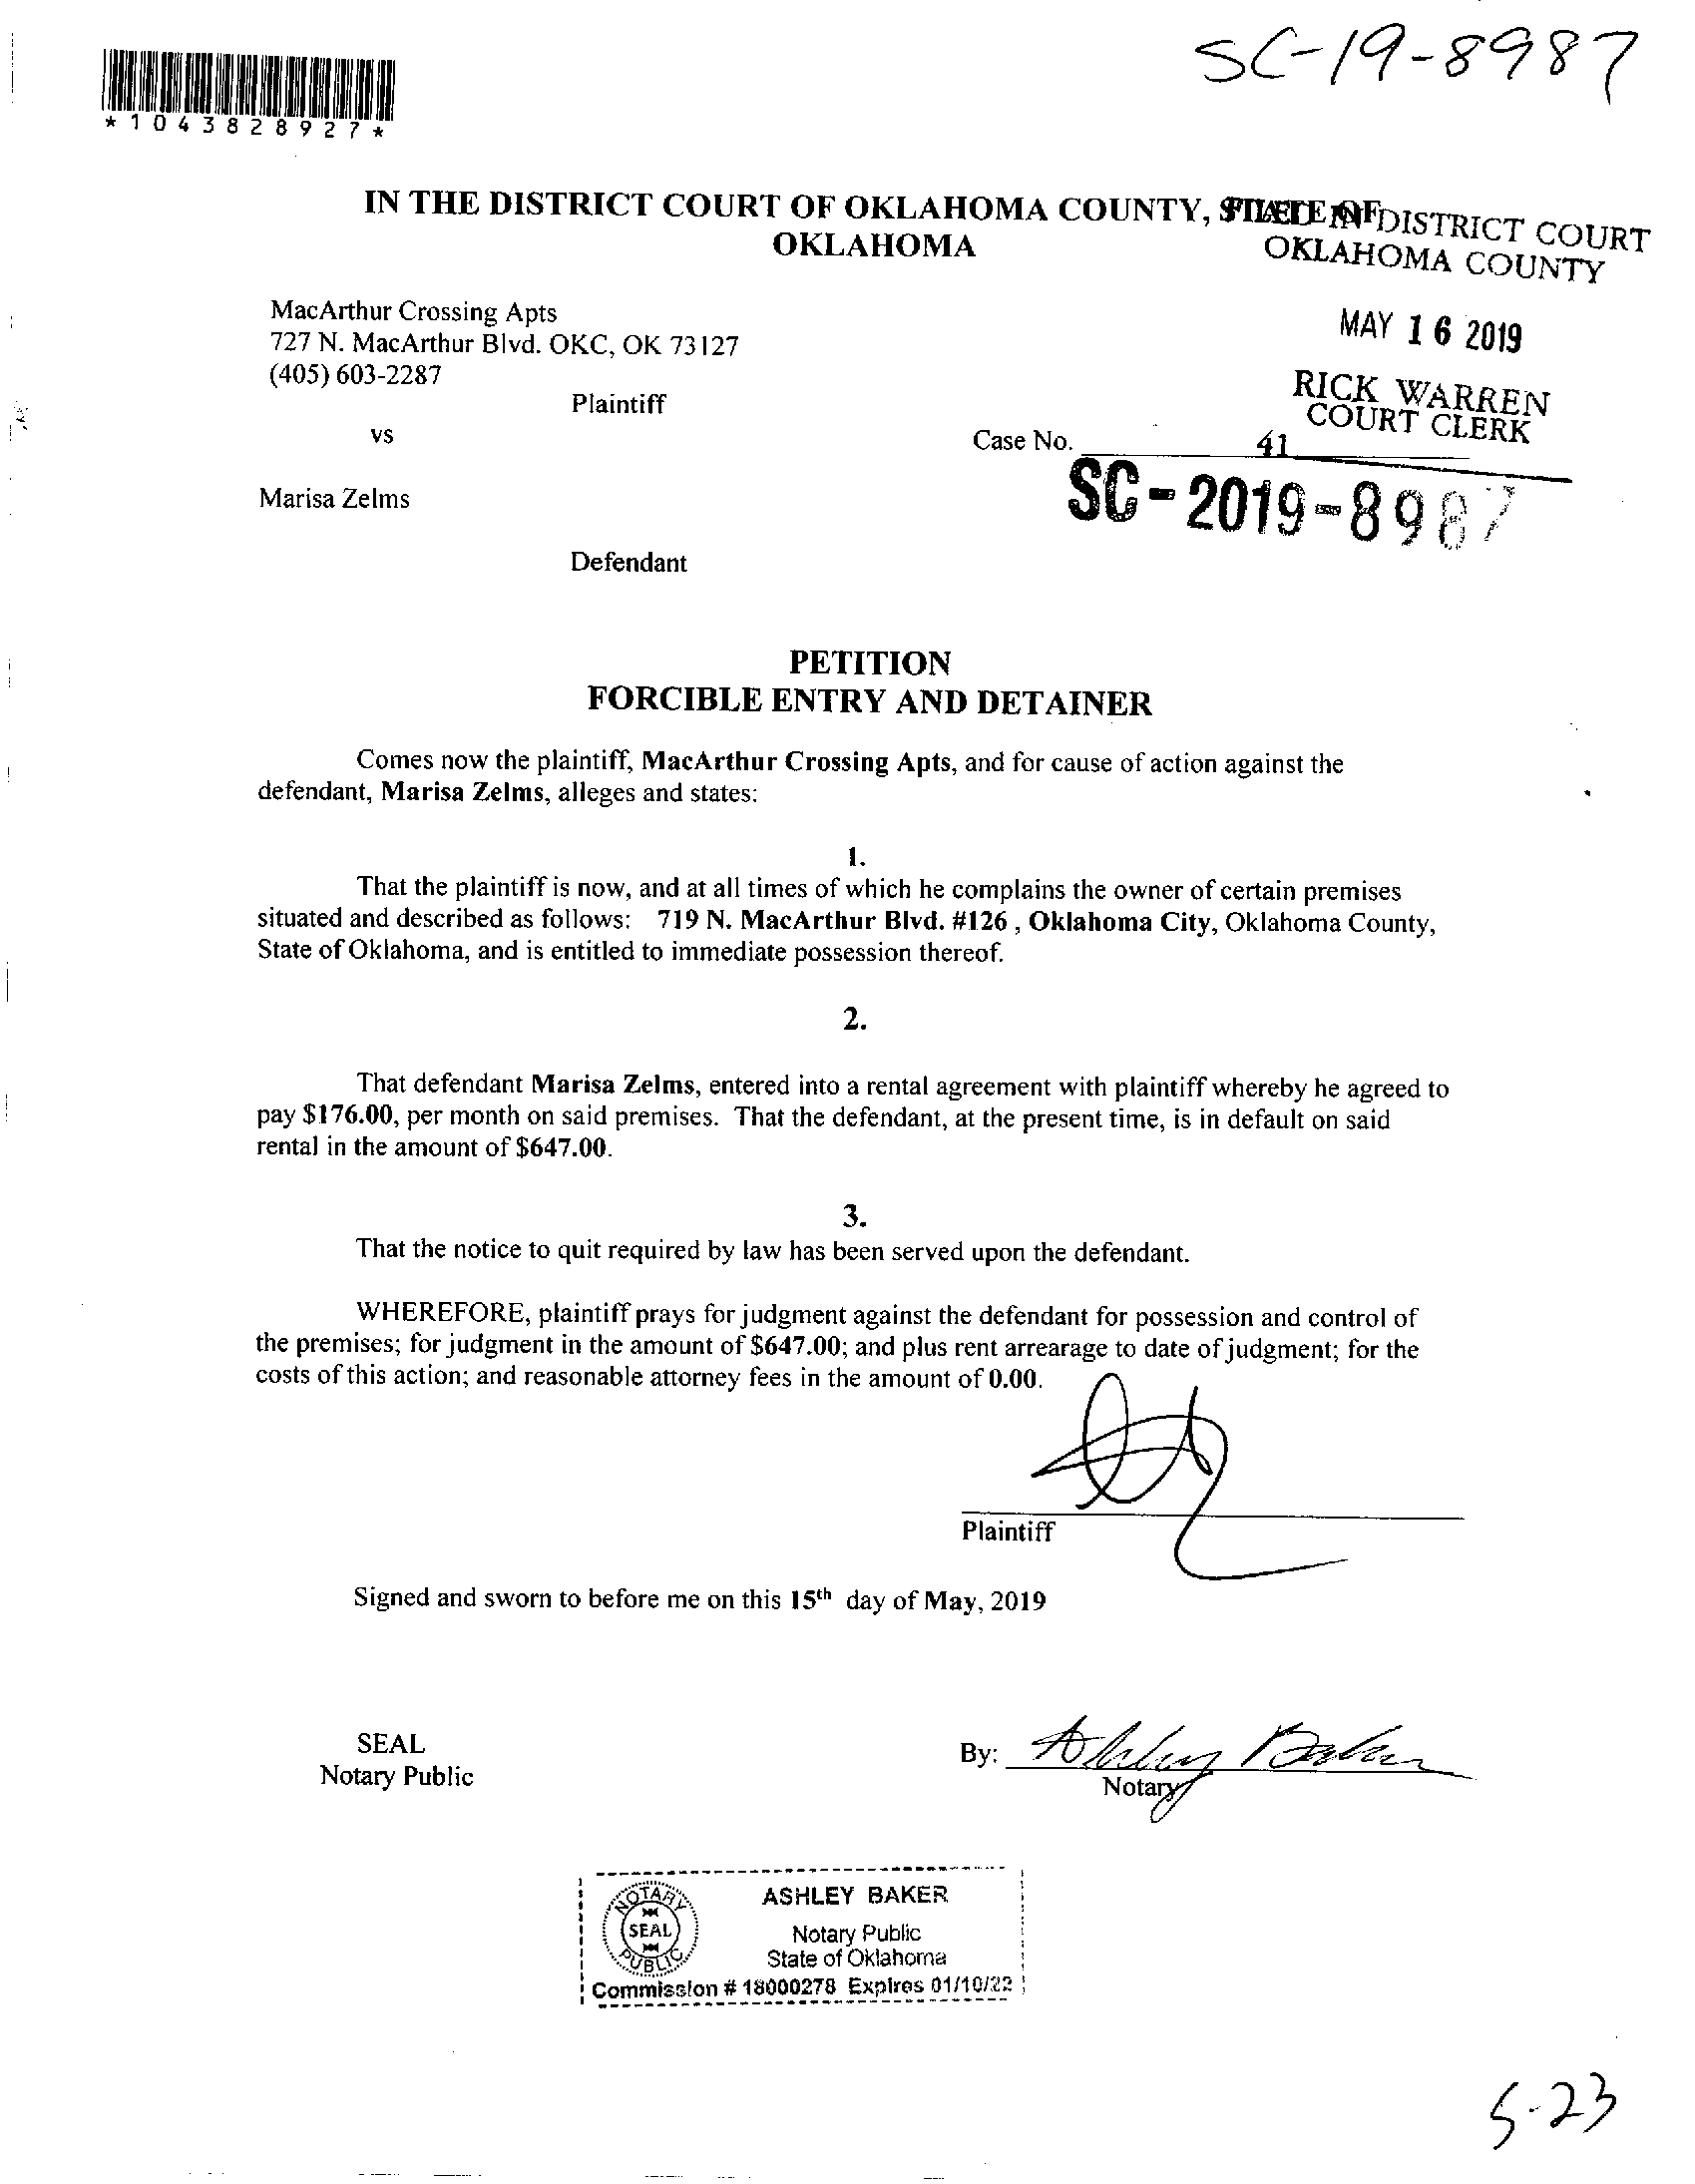 SC-19-8987
*1043828927*
IN THE DISTRICT COURT OF OKLAHOMA COUNTY, STATE OF
OKLAHOMA
FILED IN DISTRICT COURT
OKLAHOMA COUNTY
MAY 16 2019
RICK WARREN
COURT CLERK
41
MacArthur Crossing Apts
727 N. MacArthur Blvd. OKC, OK 73127
(405) 603-2287
Plaintiff
vs
Case No.
SC-2019-8987
Marisa Zelms
Defendant
PETITION
FORCIBLE ENTRY AND DETAINER
Comes now the plaintiff, MacArthur Crossing Apts, and for cause of action against the
defendant, Marisa Zelms, alleges and states:
1.
That the plaintiff is now, and at all times of which he complains the owner of certain premises
situated and described as follows: 719 N. MacArthur Blvd. #126 , Oklahoma City, Oklahoma County,
State of Oklahoma, and is entitled to immediate possession thereof.
2.
That defendant Marisa Zelms, entered into a rental agreement with plaintiff whereby he agreed to
pay $176.00, per month on said premises. That the defendant, at the present time, is in default on said
rental in the amount of $647.00.
3.
That the notice to quit required by law has been served upon the defendant.
WHEREFORE, plaintiff prays for judgment against the defendant for possession and control of
the premises; for judgment in the amount of $647.00; and plus rent arrearage to date of judgment; for the
costs of this action; and reasonable attorney fees in the amount of 0.00.
Plaintiff
Signed and sworn to before me on this 15th day of May, 2019
SEAL
Notary Public
By: Ashley Baker
Notary
NOTARY
SEAL
PUBLIC
ASHLEY BAKER
Notary Public
State of Oklahoma
Commission # 18000278 Expires 01/10/22
5-23